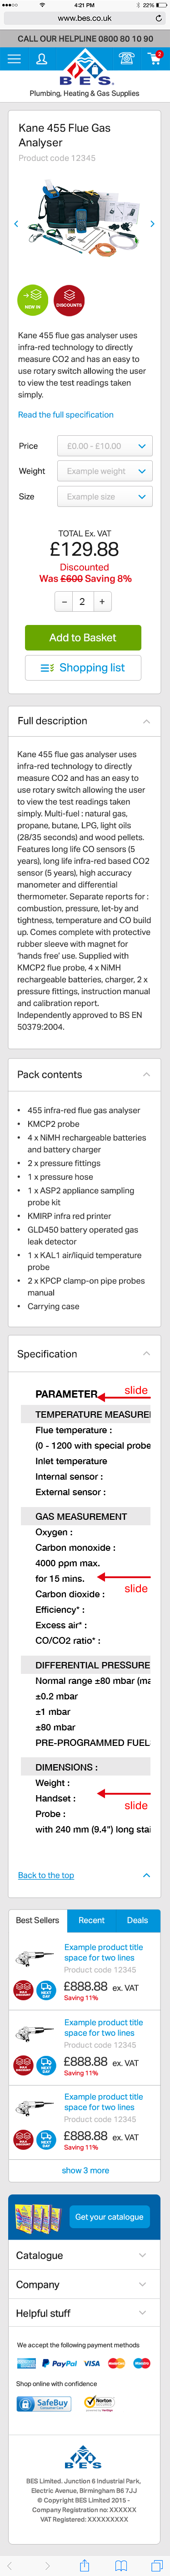 4:21 PM
22%
www.bes.co.uk
CALL OUR HELPLINE 0800 80 10 90
2
B·E·S
Plumbing, Heating & Gas Supplies
Kane 455 Flue Gas
Analyser
Product code 12345
NEW IN
DISCOUNTS
Kane 455 flue gas analyser uses
infra-red technology to directly
measure CO2 and has an easy to
use rotary switch allowing the user
to view the test readings taken
simply.
Read the full specification
Price £0.00 - £10.00
Weight Example weight
Size Example size
TOTAL Ex. VAT
£129.88
Discounted
Was £600 Saving 8%
− 2 +
Add to Basket
Shopping list
Full description
Kane 455 flue gas analyser uses
infra-red technology to directly
measure CO2 and has an easy to
use rotary switch allowing the user
to view the test readings taken
simply. Multi-fuel : natural gas,
propane, butane, LPG, light oils
(28/35 seconds) and wood pellets.
Features long life CO sensors (5
years), long life infra-red based CO2
sensor (5 years), high accuracy
manometer and differential
thermometer. Separate reports for :
combustion, pressure, let-by and
tightness, temperature and CO build
up. Comes complete with protective
rubber sleeve with magnet for
'hands free' use. Supplied with
KMCP2 flue probe, 4 x NiMH
rechargeable batteries, charger, 2 x
pressure fittings, instruction manual
and calibration report.
Independently approved to BS EN
50379:2004.
Pack contents
• 455 infra-red flue gas analyser
• KMCP2 probe
• 4 x NiMH rechargeable batteries
and battery charger
• 2 x pressure fittings
• 1 x pressure hose
• 1 x ASP2 appliance sampling
probe kit
• KMIRP infra red printer
• GLD450 battery operated gas
leak detector
• 1 x KAL1 air/liquid temperature
probe
• 2 x KPCP clamp-on pipe probes
manual
• Carrying case
Specification
slide
PARAMETER
TEMPERATURE MEASUREI
Flue temperature :
(0 - 1200 with special probe
Inlet temperature
Internal sensor :
External sensor :
GAS MEASUREMENT
Oxygen :
Carbon monoxide :
4000 ppm max.
for 15 mins.
slide
Carbon dioxide :
Efficiency* :
Excess air* :
CO/CO2 ratio* :
DIFFERENTIAL PRESSURE
Normal range ±80 mbar (ma
±0.2 mbar
±1 mbar
±80 mbar
PRE-PROGRAMMED FUEL
DIMENSIONS :
Weight :
Handset :
slide
Probe :
with 240 mm (9.4") long stai
Back to the top
Best Sellers Recent Deals
Example product title
space for two lines
Product code 12345
£888.88 ex. VAT
Saving 11%
Example product title
space for two lines
Product code 12345
£888.88 ex. VAT
Saving 11%
Example product title
space for two lines
Product code 12345
£888.88 ex. VAT
Saving 11%
show 3 more
Get your catalogue
Catalogue
Company
Helpful stuff
We accept the following payment methods
PayPal VISA
Shop online with confidence
SafeBuy
Norton
B·E·S
BES Limited. Junction 6 Industrial Park,
Electric Avenue, Birmingham B6 7JJ
© Copyright BES Limited 2015 -
Company Registration no: XXXXXX
VAT Registered: XXXXXXXXX